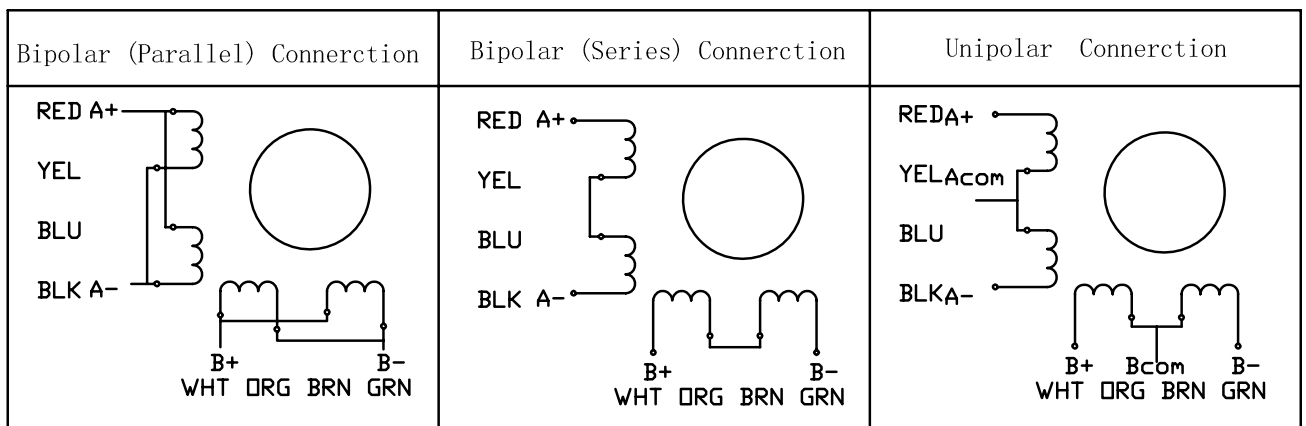 Bipolar (Parallel) Connerction
RED A+
YEL
BLU
BLK A-
B+ B-
WHT ORG BRN GRN
Bipolar (Series) Connerction
RED A+
YEL
BLU
BLK A-
B+ B-
WHT ORG BRN GRN
Unipolar Connerction
REDA+
YELAcom
BLU
BLKA-
B+ Bcom B-
WHT ORG BRN GRN